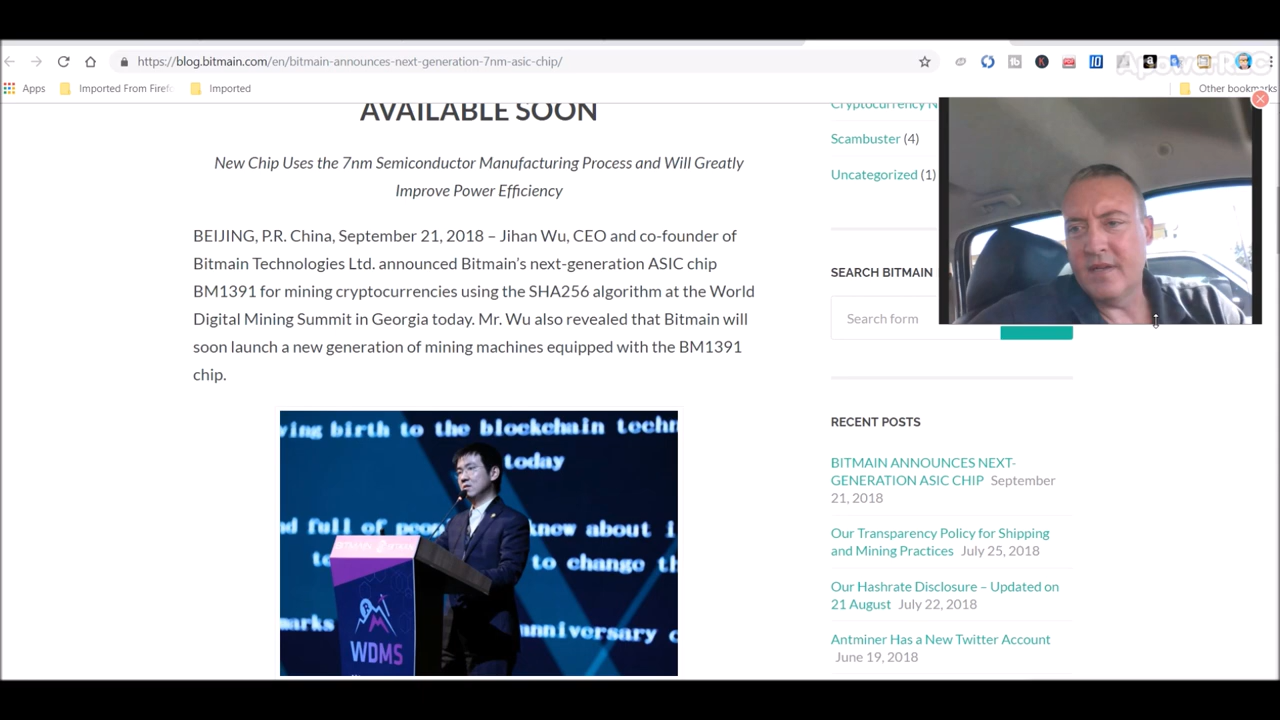 ApowerREC
https://blog.bitmain.com/en/bitmain-announces-next-generation-7nm-asic-chip/
Apps
Imported From Firef
Imported
Other bookmarks
AVAILABLE SOON
New Chip Uses the 7nm Semiconductor Manufacturing Process and Will Greatly
Improve Power Efficiency
BEIJING, P.R. China, September 21, 2018 – Jihan Wu, CEO and co-founder of
Bitmain Technologies Ltd. announced Bitmain's next-generation ASIC chip
BM1391 for mining cryptocurrencies using the SHA256 algorithm at the World
Digital Mining Summit in Georgia today. Mr. Wu also revealed that Bitmain will
soon launch a new generation of mining machines equipped with the BM1391
chip.
ving birth to the blockchain techn
today
nd full of know about i
to change th
marks anniversary
WDMS
Cryptocurrency N
Scambuster (4)
Uncategorized (1)
SEARCH BITMAIN
Search form
RECENT POSTS
BITMAIN ANNOUNCES NEXT-
GENERATION ASIC CHIP September
21, 2018
Our Transparency Policy for Shipping
and Mining Practices July 25, 2018
Our Hashrate Disclosure – Updated on
21 August July 22, 2018
Antminer Has a New Twitter Account
June 19, 2018